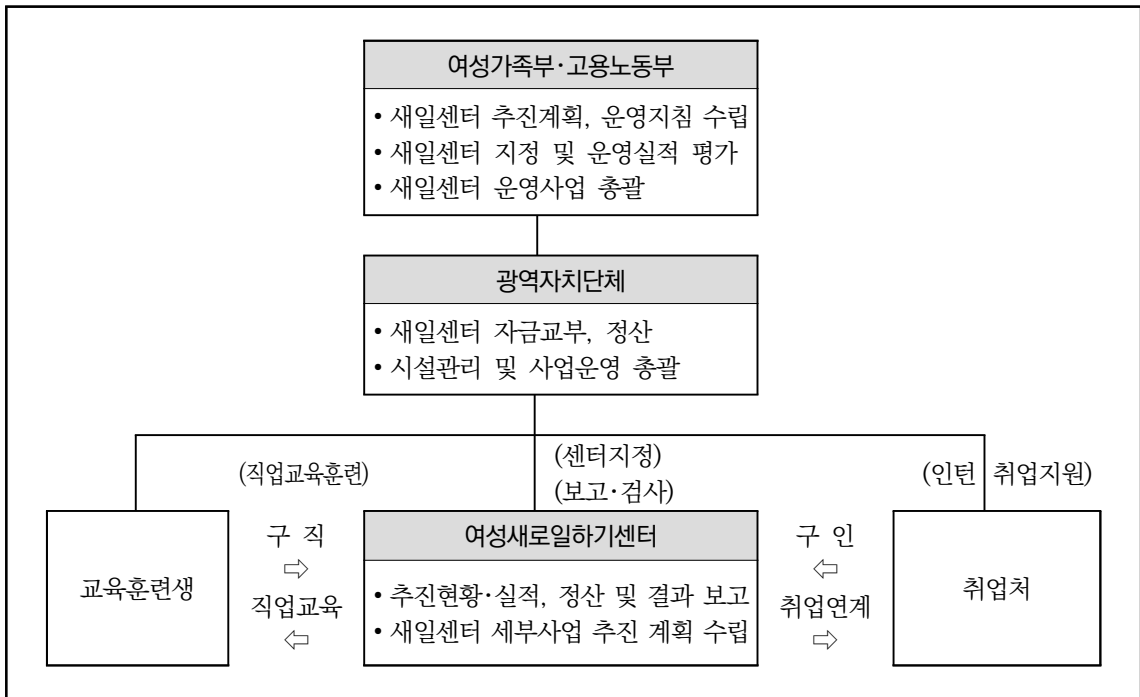 여성가족부·고용노동부
• 새일센터 추진계획, 운영지침 수립
• 새일센터 지정 및 운영실적 평가
• 새일센터 운영사업 총괄
광역자치단체
• 새일센터 자금교부, 정산
• 시설관리 및 사업운영 총괄
(직업교육훈련)
(센터지정)
(보고·검사)
(인턴 취업지원)
교육훈련생
구 직
⇨
직업교육
⇦
여성새로일하기센터
• 추진현황·실적, 정산 및 결과 보고
• 새일센터 세부사업 추진 계획 수립
구 인
⇦
취업연계
⇨
취업처